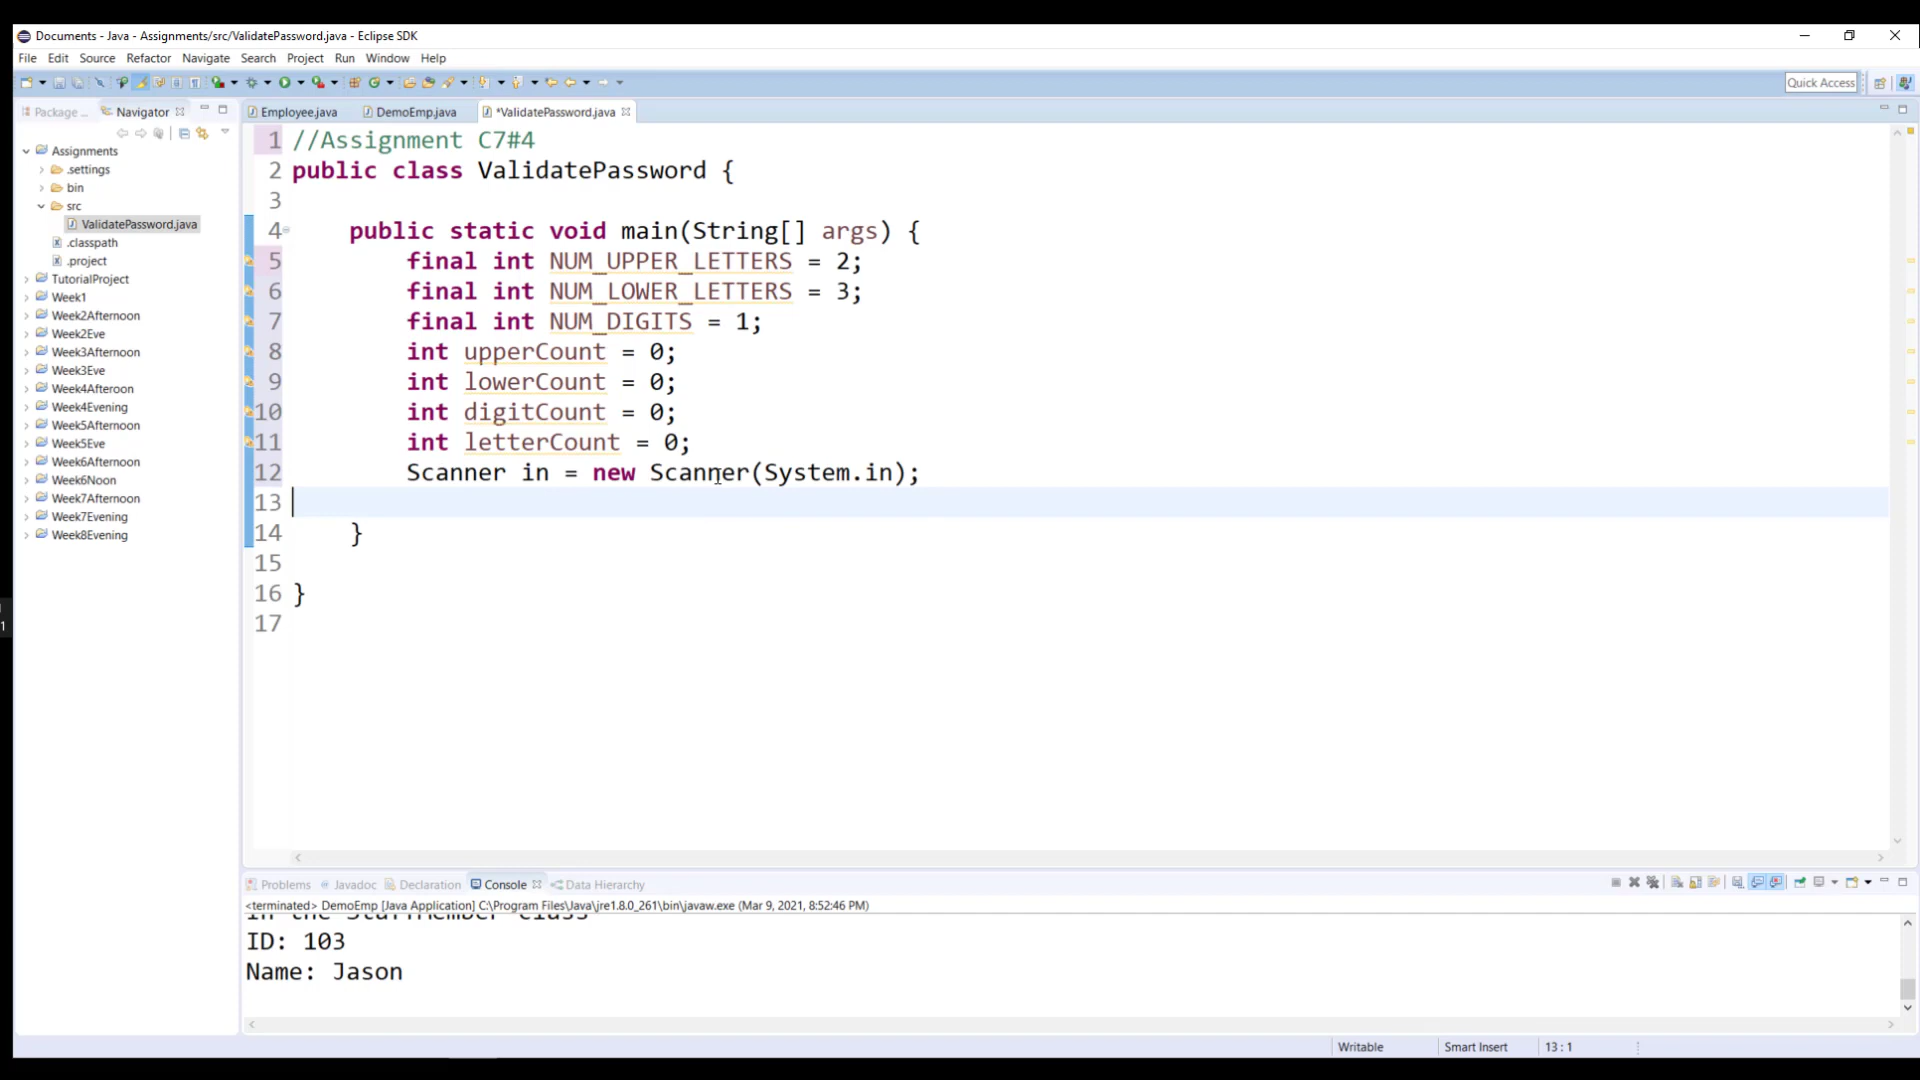 Documents - Java - Assignments/src/ValidatePassword.java - Eclipse SDK
File Edit Source Refactor Navigate Search Project Run Window Help
Quick Access
Package ... Navigator
Employee.java DemoEmp.java *ValidatePassword.java
Assignments
.settings
bin
src
ValidatePassword.java
.classpath
.project
TutorialProject
Week1
Week2Afternoon
Week2Eve
Week3Afternoon
Week3Eve
Week4Afteroon
Week4Evening
Week5Afternoon
Week5Eve
Week6Afternoon
Week6Noon
Week7Afternoon
Week7Evening
Week8Evening
1 //Assignment C7#4
2 public class ValidatePassword {
3
4 public static void main(String[] args) {
5 final int NUM_UPPER_LETTERS = 2;
6 final int NUM_LOWER_LETTERS = 3;
7 final int NUM_DIGITS = 1;
8 int upperCount = 0;
9 int lowerCount = 0;
10 int digitCount = 0;
11 int letterCount = 0;
12 Scanner in = new Scanner(System.in);
13
14 }
15
16 }
17
Problems Javadoc Declaration Console Data Hierarchy
<terminated> DemoEmp [Java Application] C:\Program Files\Java\jre1.8.0_261\bin\javaw.exe (Mar 9, 2021, 8:52:46 PM)
In the StaffMember class
ID: 103
Name: Jason
Writable Smart Insert 13 : 1